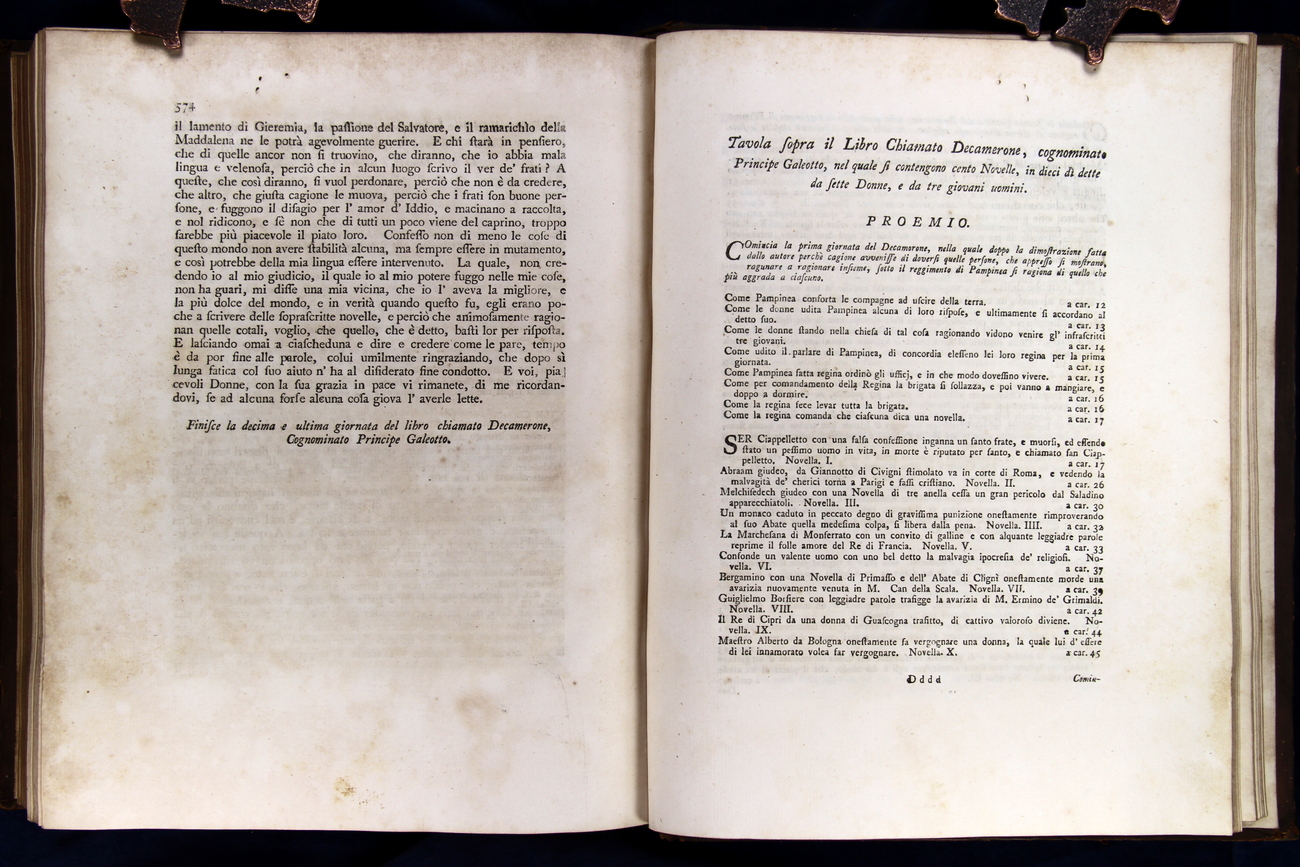 574
il lamento di Gieremia, la paſſione del Salvatore, e il ramarichìo della
Maddalena ne le potrà agevolmente guerire. E chi ſtarà in penſiero,
che di quelle ancor non ſi truovino, che diranno, che io abbia mala
lingua e velenoſa, perciò che in alcun luogo ſcrivo il ver de' frati? A
queſte, che così diranno, ſi vuol perdonare, perciò che non è da credere,
che altro, che giuſta cagione le muova, perciò che i frati ſon buone per-
ſone, e fuggono il diſagio per l' amor d' Iddio, e macinano a raccolta,
e nol ridicono, e ſè non che di tutti un poco viene del caprino, troppo
ſarebbe più piacevole il piato loro. Confeſſo non di meno le coſe di
queſto mondo non avere ſtabilità alcuna, ma ſempre eſſere in mutamento,
e così potrebbe della mia lingua eſſere intervenuto. La quale, non cre-
dendo io al mio giudicio, il quale io al mio potere fuggo nelle mie coſe,
non ha guari, mi diſſe una mia vicina, che io l' aveva la migliore, e
la più dolce del mondo, e in verità quando queſto fu, egli erano po-
che a ſcrivere delle ſopraſcritte novelle, e perciò che animoſamente ragio-
nan quelle cotali, voglio, che quello, che è detto, baſti lor per riſpoſta.
E laſciando omai a ciaſcheduna e dire e credere come le pare, tempo
è da por fine alle parole, colui umilmente ringraziando, che dopo sì
lunga fatica col ſuo aiuto n' ha al diſiderato fine condotto. E voi, pia
cevoli Donne, con la ſua grazia in pace vi rimanete, di me ricordan-
dovi, ſe ad alcuna forſe alcuna coſa giova l' averle lette.
Finiſce la decima e ultima giornata del libro chiamato Decamerone,
Cognominato Principe Galeotto.
Tavola ſopra il Libro Chiamato Decamerone, cognominato
Principe Galeotto, nel quale ſi contengono cento Novelle, in dieci dì dette
da ſette Donne, e da tre giovani uomini.
PROEMIO.
COmincia la prima giornata del Decamerone, nella quale doppo la dimoſtrazione fatta
dallo autore perchè cagione avveniſſe di doverſi quelle perſone, che appreſſo ſi moſtrano,
ragunare a ragionare inſieme, ſotto il reggimento di Pampinea ſi ragiona di quello che
più aggrada a ciaſcuno.
Come Pampinea conforta le compagne ad uſcire della terra. a car. 12
Come le donne udita Pampinea alcuna di loro riſpoſe, e ultimamente ſi accordano al
detto ſuo. a car. 13
Come le donne ſtando nella chieſa di tal coſa ragionando vidono venire gl' infraſcritti
tre giovani. a car. 14
Come udito il parlare di Pampinea, di concordia eleſſeno lei loro regina per la prima
giornata. a car. 15
Come Pampinea fatta regina ordinò gli ufficj, e in che modo doveſſino vivere. a car. 15
Come per comandamento della Regina la brigata ſi ſollazza, e poi vanno a mangiare, e
doppo a dormire. a car. 16
Come la regina fece levar tutta la brigata. a car. 16
Come la regina comanda che ciaſcuna dica una novella. a car. 17
SER Ciappelletto con una falſa confeſſione inganna un ſanto frate, e muorſi, ed eſſendo
ſtato un peſſimo uomo in vita, in morte è riputato per ſanto, e chiamato ſan Ciap-
pelletto. Novella. I. a car. 17
Abraam giudeo, da Giannotto di Civignì ſtimolato va in corte di Roma, e vedendo la
malvagità de' cherici torna a Parigi e faſſi criſtiano. Novella. II. a car. 26
Melchiſedech giudeo con una Novella di tre anella ceſſa un gran pericolo dal Saladino
apparecchiatoli. Novella. III. a car. 30
Un monaco caduto in peccato degno di graviſſima punizione oneſtamente rimproverando
al ſuo Abate quella medeſima colpa, ſi libera dalla pena. Novella. IIII. a car. 32
La Marcheſana di Monferrato con un convito di galline e con alquante leggiadre parole
reprime il folle amore del Re di Francia. Novella. V. a car. 33
Confonde un valente uomo con uno bel detto la malvagia ipocreſia de' religioſi. No-
vella. VI. a car. 37
Bergamino con una Novella di Primaſſo e dell' Abate di Clignì oneſtamente morde una
avarizia nuovamente venuta in M. Can della Scala. Novella. VII. a car. 39
Guiglielmo Borſiere con leggiadre parole trafigge la avarizia di M. Ermino de' Grimaldi.
Novella. VIII. a car. 42
Il Re di Cipri da una donna di Guaſcogna trafitto, di cattivo valoroſo diviene. No-
vella. IX. a car. 44
Maeſtro Alberto da Bologna oneſtamente fa vergognare una donna, la quale lui d' eſſere
di lei innamorato volea far vergognare. Novella. X. a car. 45
Dddd Comin-